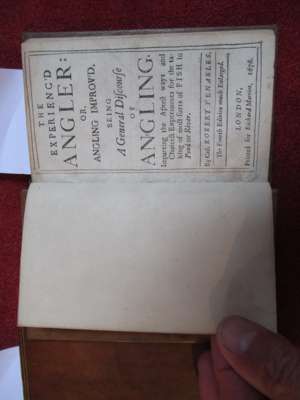 THE
EXPERIENC'D
ANGLER:
OR,
ANGLING IMPROV'D.
BEING
A General Discourse
OF
ANGLING.
Imparting the Aptest ways and
Choicest Experiments for the ta-
king of most sorts of FISH in
Pond or River.
By Col. ROBERT VENABLES.
The Fourth Edition much Enlarged.
LONDON,
Printed for Richard Marriot, 1676.